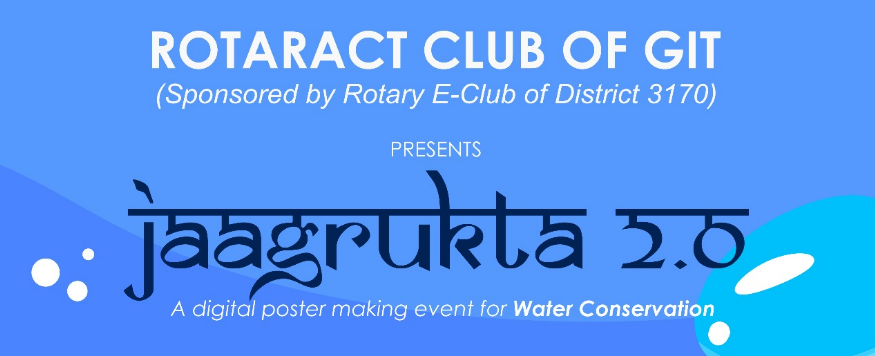 ROTARACT CLUB OF GIT
(Sponsored by Rotary E-Club of District 3170)
PRESENTS
jaagrukta 2.0
A digital poster making event for Water Conservation